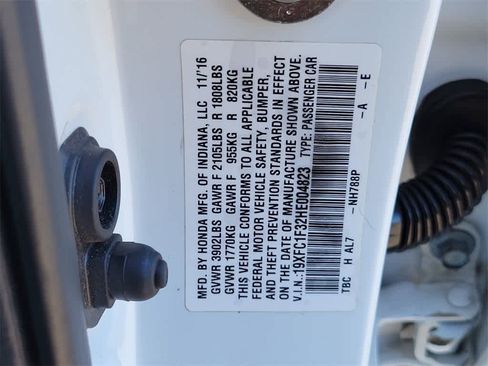 MFD. BY HONDA MFG. OF INDIANA, LLC 11/'16
GVWR 3902LBS GAWR F 2105LBS R 1808LBS
GVWR 1770KG GAWR F 955KG R 820KG
THIS VEHICLE CONFORMS TO ALL APPLICABLE
FEDERAL MOTOR VEHICLE SAFETY, BUMPER,
AND THEFT PREVENTION STANDARDS IN EFFECT
ON THE DATE OF MANUFACTURE SHOWN ABOVE.
V.I.N.:19XFC1F32HE004823 TYPE: PASSENGER CAR
TBC H AL7 -NH788P -A -E